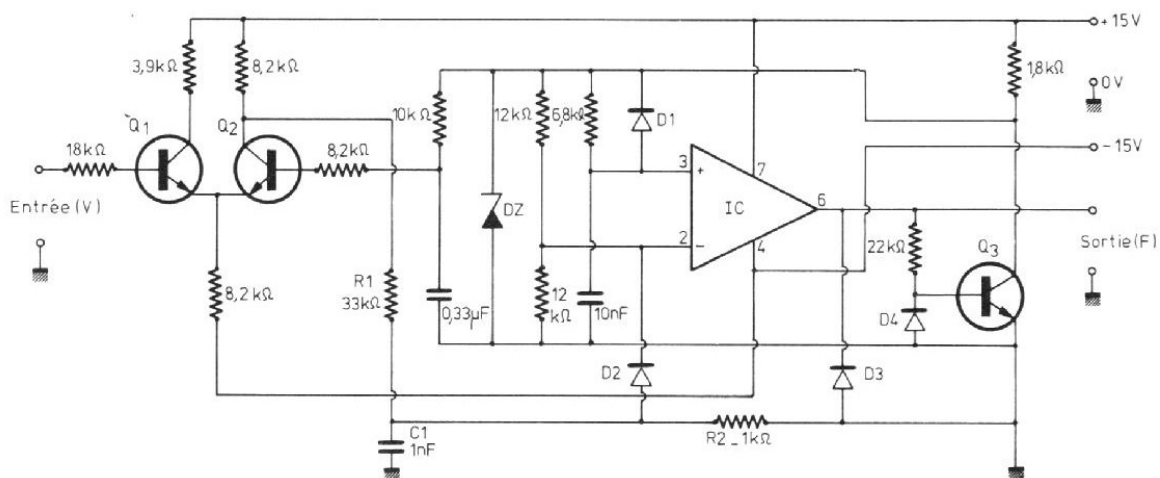 +15V
3,9kΩ
8,2kΩ
1,8kΩ
0V
Q1
Q2
10kΩ
12kΩ
6,8kΩ
D1
-15V
18kΩ
8,2kΩ
3
+
7
IC
6
Entrée (V)
DZ
2
-
4
22kΩ
Q3
Sortie (F)
8,2kΩ
R1
33kΩ
0,33µF
12
kΩ
10nF
D4
D2
D3
C1
1nF
R2_1kΩ